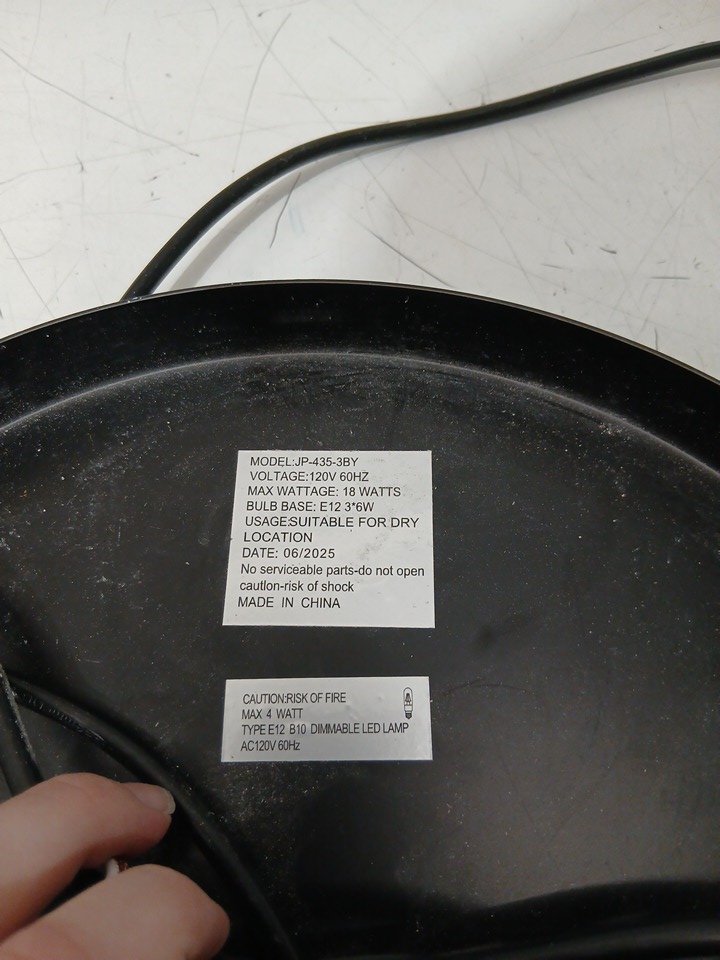 MODEL:JP-435-3BY
VOLTAGE:120V 60HZ
MAX WATTAGE: 18 WATTS
BULB BASE: E12 3*6W
USAGE:SUITABLE FOR DRY
LOCATION
DATE: 06/2025
No serviceable parts-do not open
cautlon-risk of shock
MADE IN CHINA
CAUTION:RISK OF FIRE
MAX 4 WATT
TYPE E12 B10 DIMMABLE LED LAMP
AC120V 60Hz